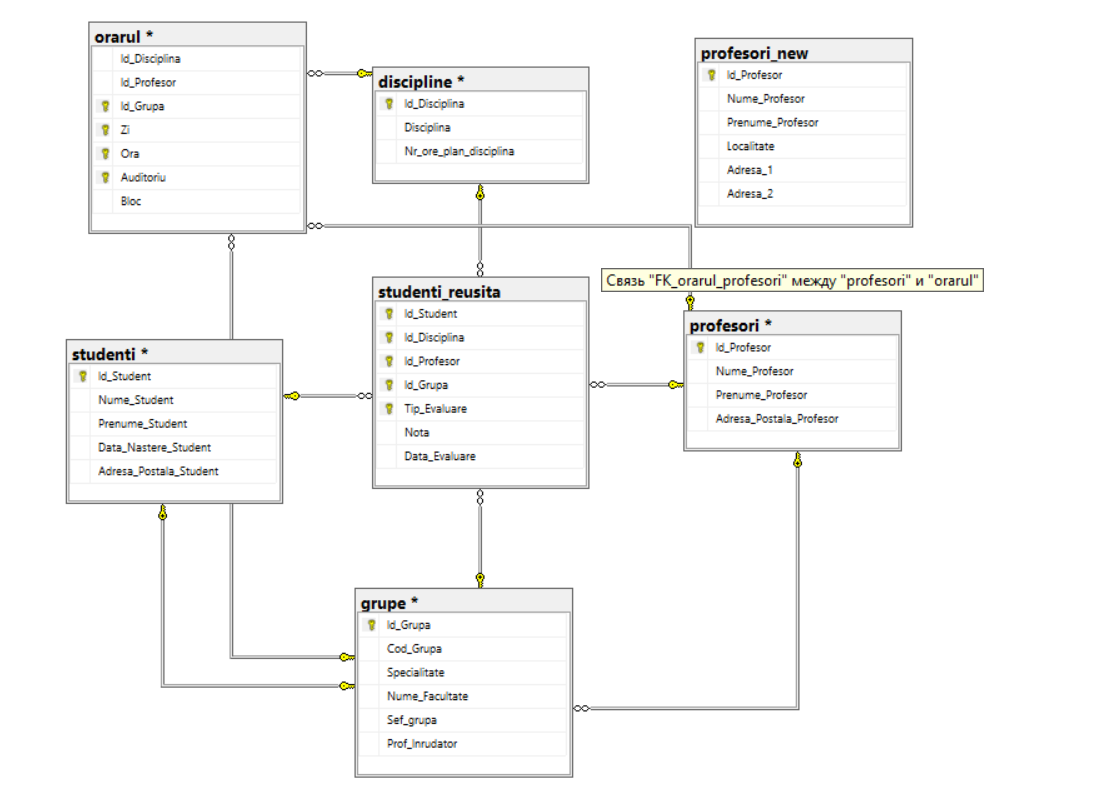 orarul *
Id_Disciplina
Id_Profesor
Id_Grupa
Zi
Ora
Auditoriu
Bloc
discipline *
Id_Disciplina
Disciplina
Nr_ore_plan_disciplina
profesori_new
Id_Profesor
Nume_Profesor
Prenume_Profesor
Localitate
Adresa_1
Adresa_2
Связь "FK_orarul_profesori" между "profesori" и "orarul"
studenti_reusita
Id_Student
Id_Disciplina
Id_Profesor
Id_Grupa
Tip_Evaluare
Nota
Data_Evaluare
profesori *
Id_Profesor
Nume_Profesor
Prenume_Profesor
Adresa_Postala_Profesor
studenti *
Id_Student
Nume_Student
Prenume_Student
Data_Nastere_Student
Adresa_Postala_Student
grupe *
Id_Grupa
Cod_Grupa
Specialitate
Nume_Facultate
Sef_grupa
Prof_Inrudator